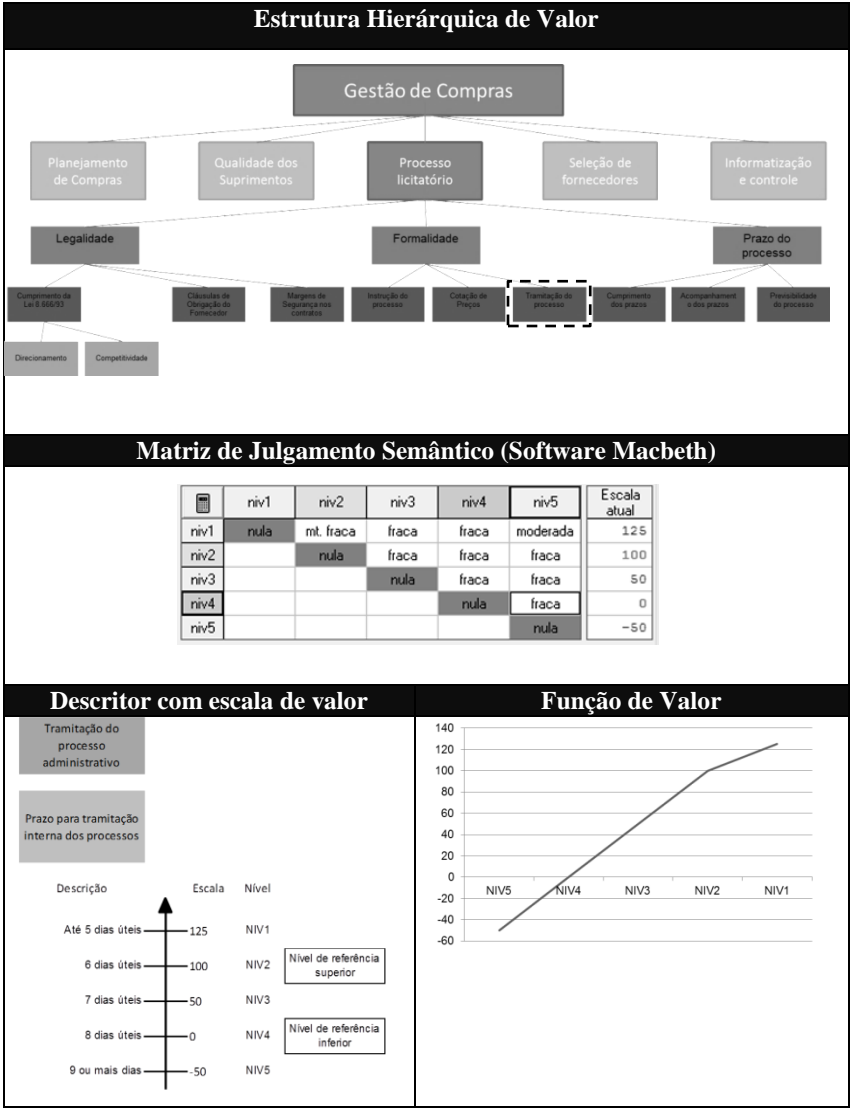 Estrutura Hierárquica de Valor
Gestão de Compras
Planejamento
de Compras
Qualidade dos
Suprimentos
Processo
licitatório
Seleção de
fornecedores
Informatização
e controle
Legalidade
Formalidade
Prazo do
processo
Cumprimento da
Lei 8.666/93
Cláusulas de
Obrigação do
Fornecedor
Margens de
Segurança nos
contratos
Instrução do
processo
Cotação de
Preços
Tramitação do
processo
Cumprimento
dos prazos
Acompanhament
o dos prazos
Previsibilidade
do processo
Direcionamento
Competitividade
Matriz de Julgamento Semântico (Software Macbeth)
niv1 niv2 niv3 niv4 niv5 Escala
atual
niv1 nula mt. fraca fraca fraca moderada 125
niv2 nula fraca fraca fraca 100
niv3 nula fraca fraca 50
niv4 nula fraca 0
niv5 nula -50
Descritor com escala de valor
Tramitação do
processo
administrativo
Prazo para tramitação
interna dos processos
Descrição Escala Nível
Até 5 dias úteis 125 NIV1
6 dias úteis 100 NIV2
Nível de referência
superior
7 dias úteis 50 NIV3
8 dias úteis 0 NIV4
Nível de referência
inferior
9 ou mais dias -50 NIV5
Função de Valor
140
120
100
80
60
40
20
0
-20
-40
-60
NIV5 NIV4 NIV3 NIV2 NIV1